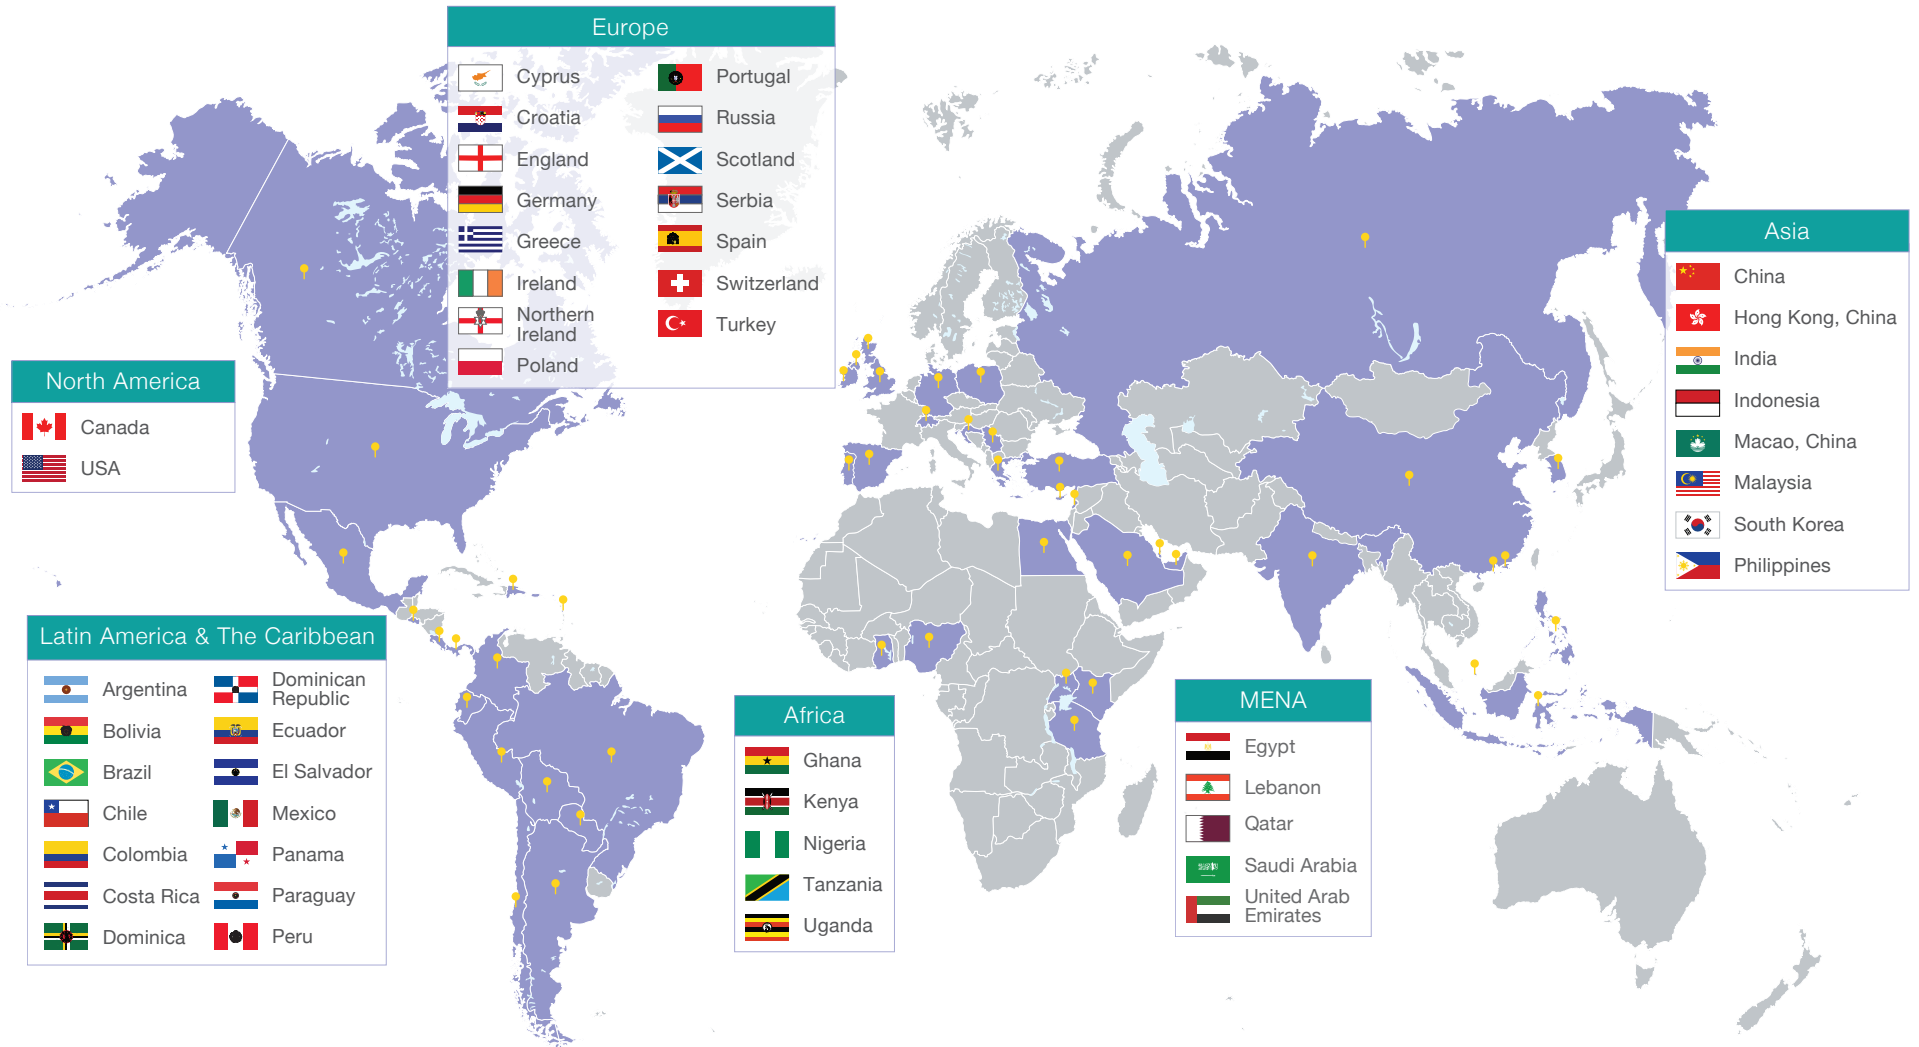 Europe
Cyprus
Croatia
England
Germany
Greece
Ireland
Northern
Ireland
Poland
Portugal
Russia
Scotland
Serbia
Spain
Switzerland
Turkey
Asia
China
Hong Kong, China
India
Indonesia
Macao, China
Malaysia
South Korea
Philippines
North America
Canada
USA
Latin America & The Caribbean
Argentina
Bolivia
Brazil
Chile
Colombia
Costa Rica
Dominica
Dominican
Republic
Ecuador
El Salvador
Mexico
Panama
Paraguay
Peru
Africa
Ghana
Kenya
Nigeria
Tanzania
Uganda
MENA
Egypt
Lebanon
Qatar
Saudi Arabia
United Arab
Emirates